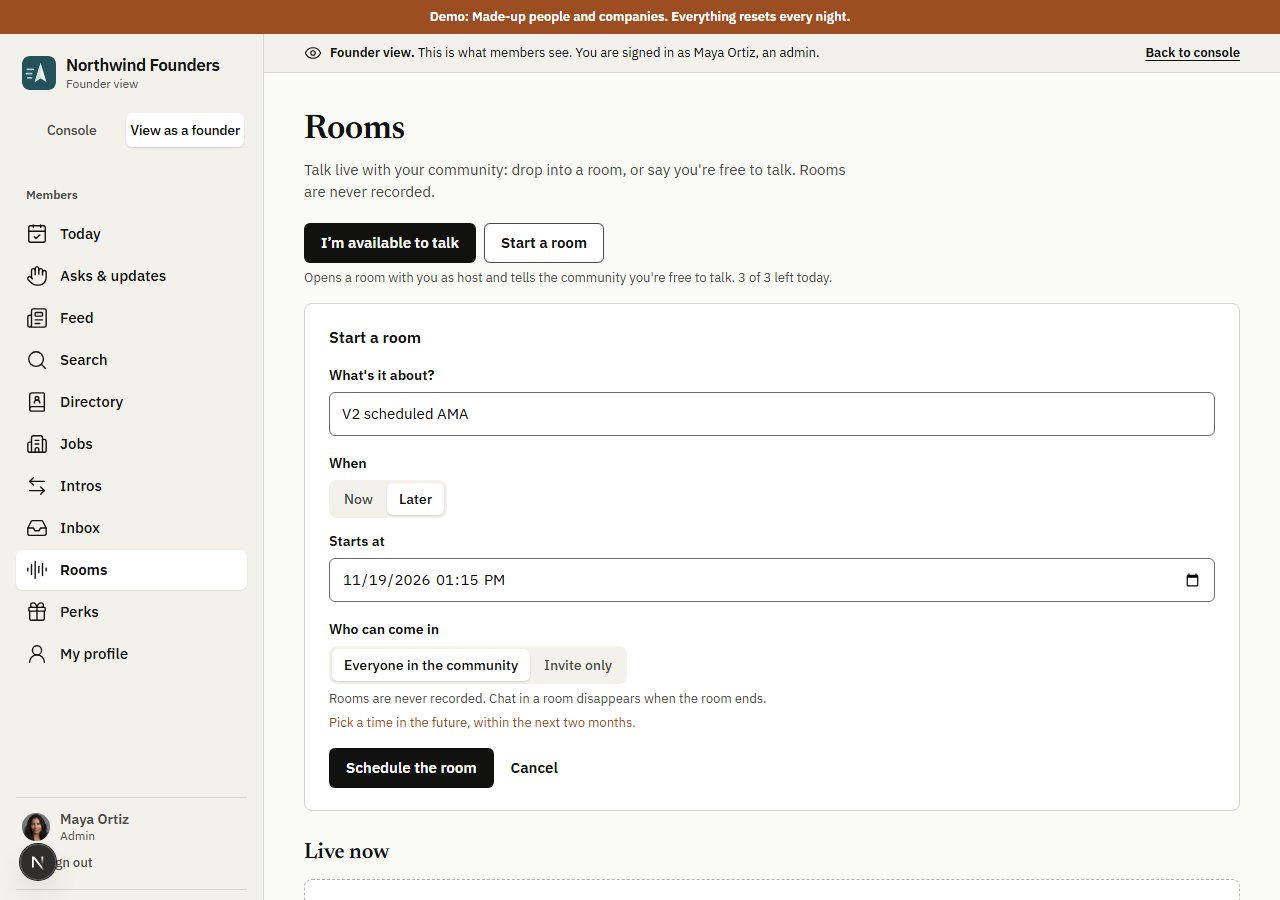 Demo: Made-up people and companies. Everything resets every night.
Northwind Founders
Founder view
Console
View as a founder
Members
Today
Asks & updates
Feed
Search
Directory
Jobs
Intros
Inbox
Rooms
Perks
My profile
Maya Ortiz
Admin
N
gn out
Founder view. This is what members see. You are signed in as Maya Ortiz, an admin.
Back to console
Rooms
Talk live with your community: drop into a room, or say you're free to talk. Rooms
are never recorded.
I’m available to talk
Start a room
Opens a room with you as host and tells the community you're free to talk. 3 of 3 left today.
Start a room
What's it about?
V2 scheduled AMA
When
Now
Later
Starts at
11/19/2026 01:15 PM
Who can come in
Everyone in the community
Invite only
Rooms are never recorded. Chat in a room disappears when the room ends.
Pick a time in the future, within the next two months.
Schedule the room
Cancel
Live now